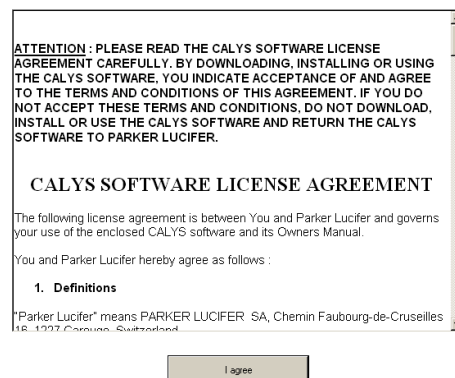 ATTENTION : PLEASE READ THE CALYS SOFTWARE LICENSE
AGREEMENT CAREFULLY. BY DOWNLOADING, INSTALLING OR USING
THE CALYS SOFTWARE, YOU INDICATE ACCEPTANCE OF AND AGREE
TO THE TERMS AND CONDITIONS OF THIS AGREEMENT. IF YOU DO
NOT ACCEPT THESE TERMS AND CONDITIONS, DO NOT DOWNLOAD,
INSTALL OR USE THE CALYS SOFTWARE AND RETURN THE CALYS
SOFTWARE TO PARKER LUCIFER.
CALYS SOFTWARE LICENSE AGREEMENT
The following license agreement is between You and Parker Lucifer and governs
your use of the enclosed CALYS software and its Owners Manual.
You and Parker Lucifer hereby agree as follows :
1. Definitions
"Parker Lucifer" means PARKER LUCIFER SA, Chemin Faubourg-de-Cruseilles
16, 1227 Carouge, Switzerland
I agree